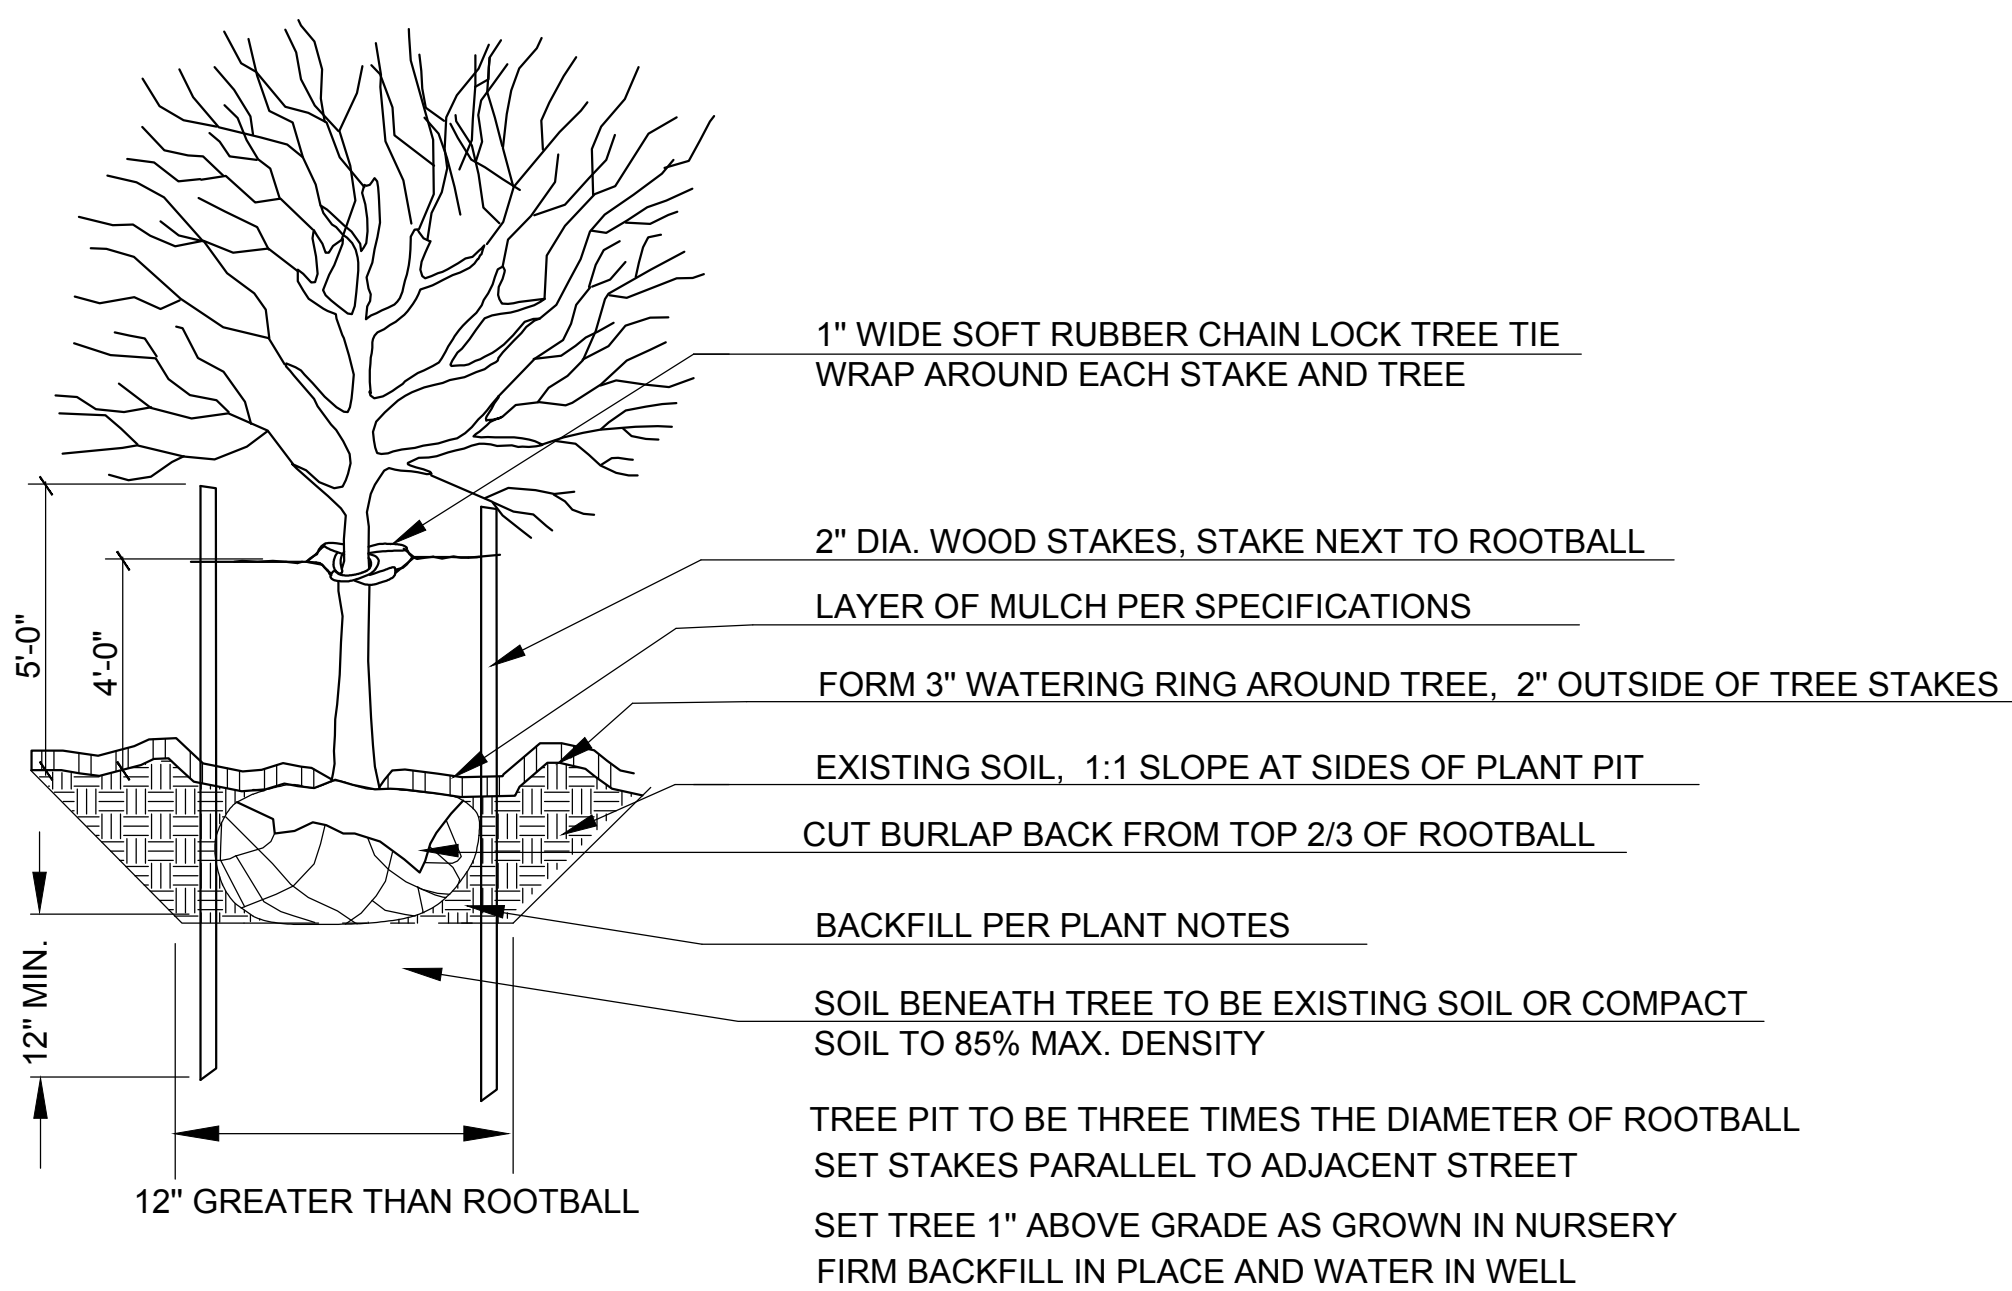 1" WIDE SOFT RUBBER CHAIN LOCK TREE TIE
WRAP AROUND EACH STAKE AND TREE
2" DIA. WOOD STAKES, STAKE NEXT TO ROOTBALL
LAYER OF MULCH PER SPECIFICATIONS
5'-0"
4'-0"
FORM 3" WATERING RING AROUND TREE, 2" OUTSIDE OF TREE STAKES
EXISTING SOIL, 1:1 SLOPE AT SIDES OF PLANT PIT
CUT BURLAP BACK FROM TOP 2/3 OF ROOTBALL
BACKFILL PER PLANT NOTES
12" MIN.
SOIL BENEATH TREE TO BE EXISTING SOIL OR COMPACT
SOIL TO 85% MAX. DENSITY
TREE PIT TO BE THREE TIMES THE DIAMETER OF ROOTBALL
SET STAKES PARALLEL TO ADJACENT STREET
12" GREATER THAN ROOTBALL
SET TREE 1" ABOVE GRADE AS GROWN IN NURSERY
FIRM BACKFILL IN PLACE AND WATER IN WELL